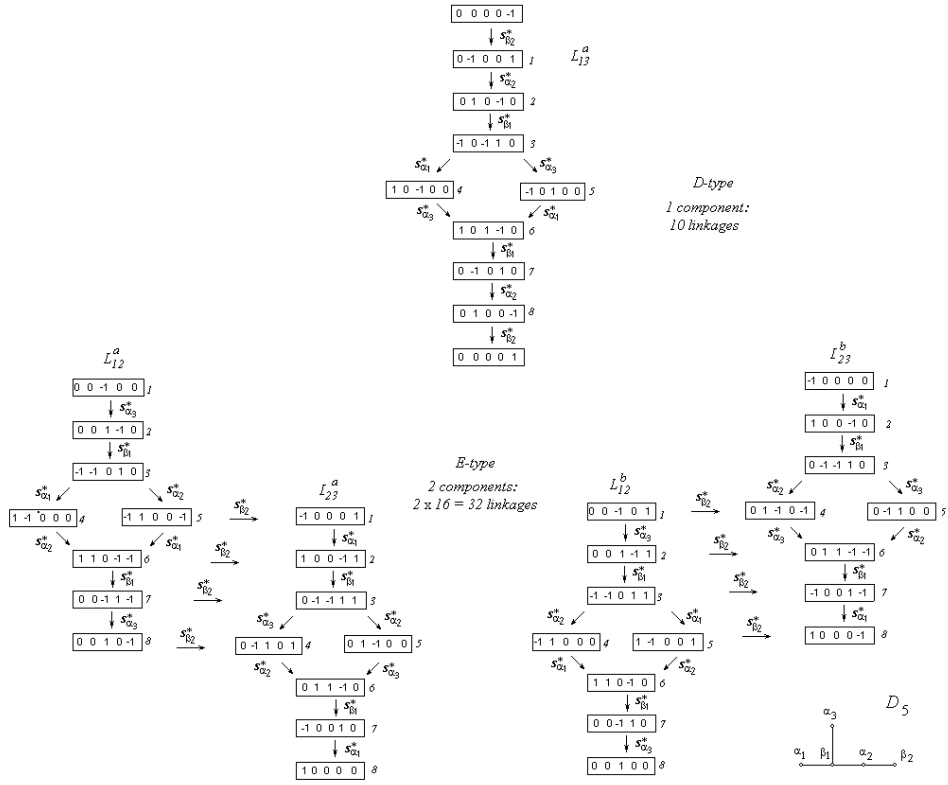 0 0 0 0 -1
s*β2
0 -1 0 0 1 1
L13^a
s*α2
0 1 0 -1 0 2
s*β1
-1 0 -1 1 0 3
s*α1 s*α3
1 0 -1 0 0 4
-1 0 1 0 0 5
s*α3 s*α1
1 0 1 -1 0 6
s*β1
0 -1 0 1 0 7
s*α2
0 1 0 0 -1 8
s*β2
0 0 0 0 1
D-type
1 component:
10 linkages
L12^a
0 0 -1 0 0 1
s*α3
0 0 1 -1 0 2
s*β1
-1 -1 0 1 0 3
s*α1 s*α2
1 -1 0 0 0 4
-1 1 0 0 -1 5
s*α2 s*α1
1 1 0 -1 -1 6
s*β1
0 0 -1 1 -1 7
s*α3
0 0 1 0 -1 8
s*β2
s*β2
s*β2
s*β2
L23^a
-1 0 0 0 1 1
s*α1
1 0 0 -1 1 2
s*β1
0 -1 -1 1 1 3
s*α3 s*α2
0 -1 1 0 1 4
0 1 -1 0 0 5
s*α2 s*α3
0 1 1 -1 0 6
s*β1
-1 0 0 1 0 7
s*α1
1 0 0 0 0 8
E-type
2 components:
2 x 16 = 32 linkages
L12^b
0 0 -1 0 1 1
s*α3
0 0 1 -1 1 2
s*β1
-1 -1 0 1 1 3
s*α2 s*α1
-1 1 0 0 0 4
1 -1 0 0 1 5
s*α1 s*α2
1 1 0 -1 0 6
s*β1
0 0 -1 1 0 7
s*α3
0 0 1 0 0 8
s*β2
s*β2
s*β2
s*β2
L23^b
-1 0 0 0 0 1
s*α1
1 0 0 -1 0 2
s*β1
0 -1 -1 1 0 3
s*α2 s*α3
0 1 -1 0 -1 4
0 -1 1 0 0 5
s*α3 s*α2
0 1 1 -1 -1 6
s*β1
-1 0 0 1 -1 7
s*α1
1 0 0 0 -1 8
D5
α3
α1 β1 α2 β2